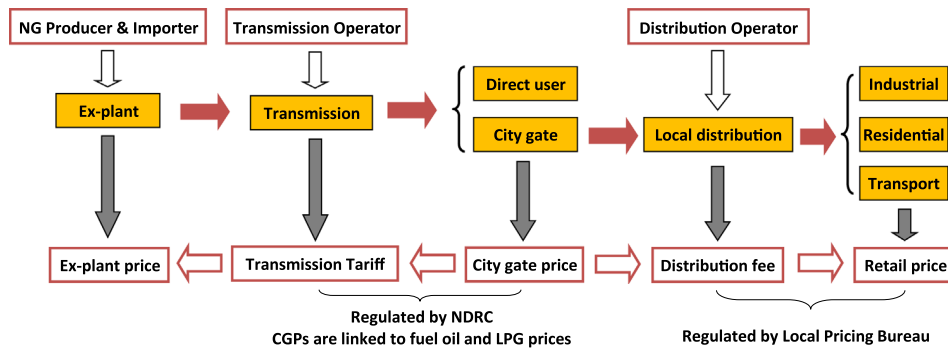 NG Producer & Importer
Transmission Operator
Distribution Operator
Ex-plant
Transmission
Direct user
City gate
Local distribution
Industrial
Residential
Transport
Ex-plant price
Transmission Tariff
City gate price
Distribution fee
Retail price
Regulated by NDRC
CGPs are linked to fuel oil and LPG prices
Regulated by Local Pricing Bureau